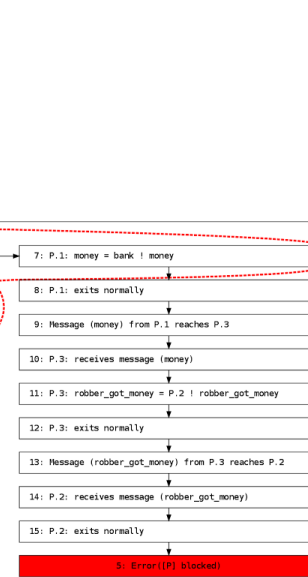 7: P.1: money = bank ! money
8: P.1: exits normally
9: Message (money) from P.1 reaches P.3
10: P.3: receives message (money)
11: P.3: robber_got_money = P.2 ! robber_got_money
12: P.3: exits normally
13: Message (robber_got_money) from P.3 reaches P.2
14: P.2: receives message (robber_got_money)
15: P.2: exits normally
5: Error([P] blocked)